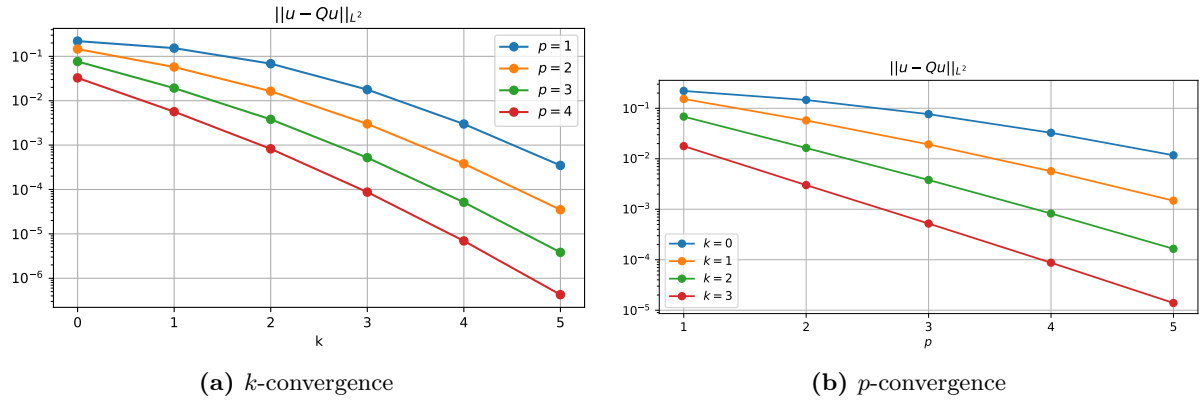 ||u − Qu||_{L^2}
10^{-1}
10^{-2}
10^{-3}
10^{-4}
10^{-5}
10^{-6}
p = 1
p = 2
p = 3
p = 4
0 1 2 3 4 5
k
(a) k-convergence
||u − Qu||_{L^2}
10^{-1}
10^{-2}
10^{-3}
10^{-4}
10^{-5}
k = 0
k = 1
k = 2
k = 3
1 2 3 4 5
p
(b) p-convergence